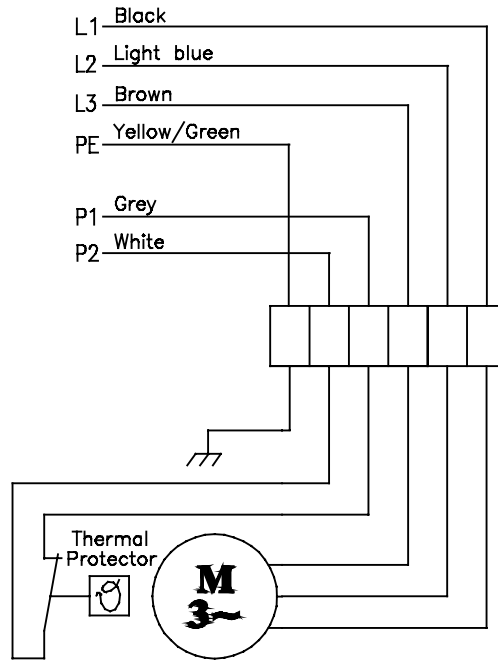 L1 Black
L2 Light blue
L3 Brown
PE Yellow/Green
P1 Grey
P2 White
Thermal
Protector
M
3~